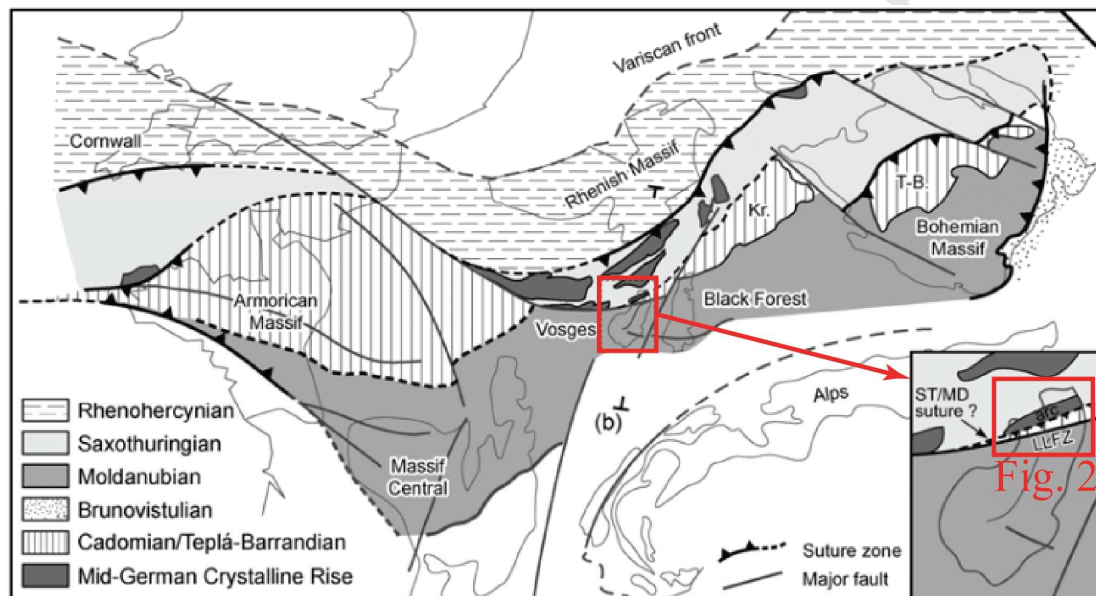 Variscan front
Cornwall
Rhenish Massif
Kr.
T-B.
Bohemian
Massif
Armorican
Massif
Vosges
Black Forest
Alps
(b)
Massif
Central
ST/MD
suture ?
arc
LLFZ
Fig. 2
Rhenohercynian
Saxothuringian
Moldanubian
Brunovistulian
Cadomian/Teplá-Barrandian
Mid-German Crystalline Rise
Suture zone
Major fault